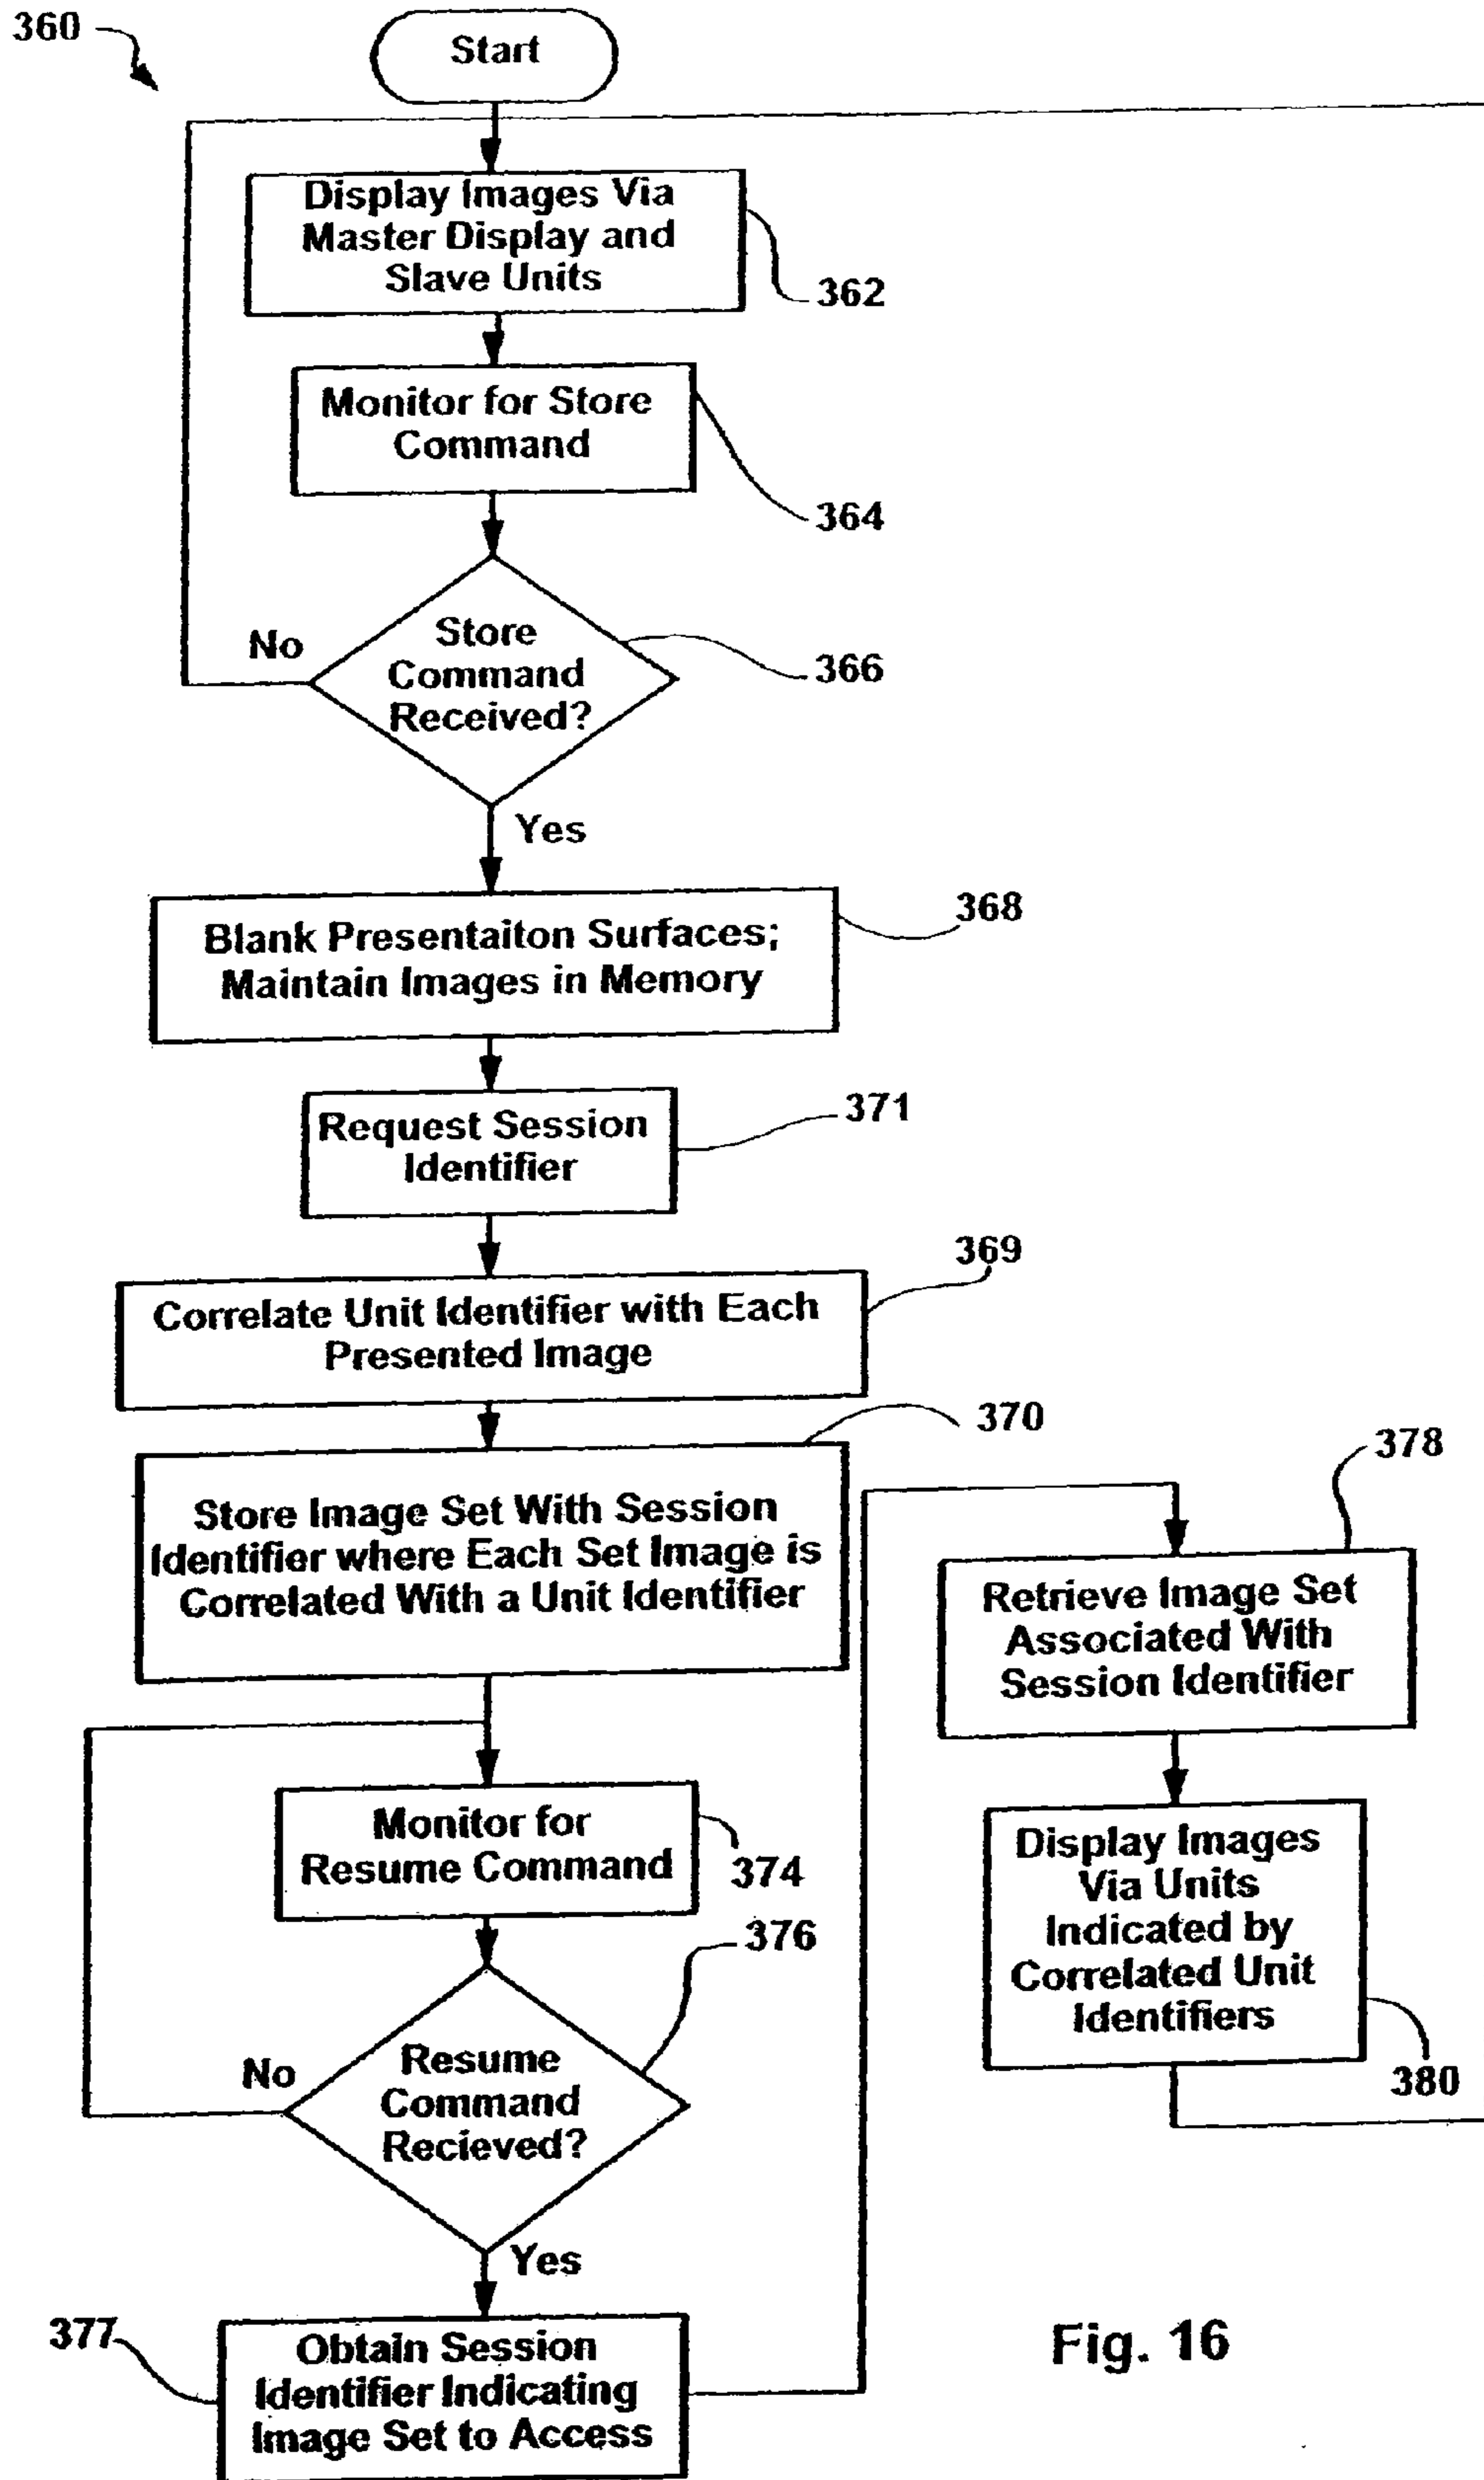 360
Start
Display Images Via
Master Display and
Slave Units
362
Monitor for Store
Command
364
Store
Command
Received?
No
366
Yes
Blank Presentaiton Surfaces;
Maintain Images in Memory
368
Request Session
Identifier
371
Correlate Unit Identifier with Each
Presented Image
369
Store Image Set With Session
Identifier where Each Set Image is
Correlated With a Unit Identifier
370
Monitor for
Resume Command
374
Resume
Command
Recieved?
No
376
Yes
Obtain Session
Identifier Indicating
Image Set to Access
377
Retrieve Image Set
Associated With
Session Identifier
378
Display Images
Via Units
Indicated by
Correlated Unit
Identifiers
380
Fig. 16